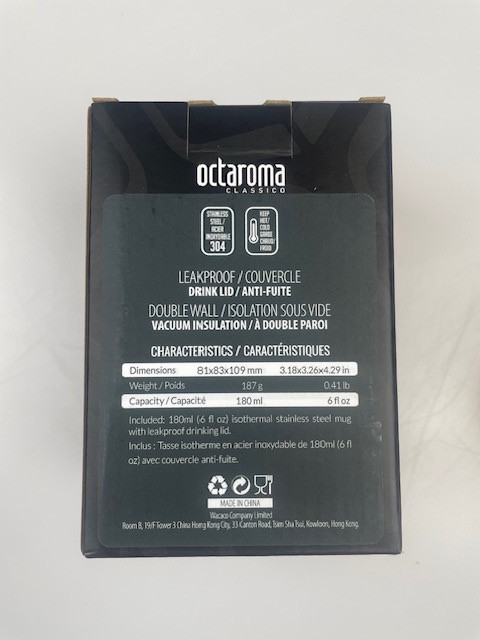 octaroma
CLASSICO
STAINLESS
STEEL /
ACIER
INOXYDABLE
304
KEEP
HOT/
COLD
GARDE
CHAUD/
FROID
LEAKPROOF / COUVERCLE
DRINK LID / ANTI-FUITE
DOUBLE WALL / ISOLATION SOUS VIDE
VACUUM INSULATION / À DOUBLE PAROI
CHARACTERISTICS / CARACTÉRISTIQUES
Dimensions 81x83x109 mm 3.18x3.26x4.29 in
Weight / Poids 187 g 0.41 lb
Capacity / Capacité 180 ml 6 fl oz
Included: 180ml (6 fl oz) isothermal stainless steel mug
with leakproof drinking lid.
Inclus : Tasse isotherme en acier inoxydable de 180ml (6 fl
oz) avec couvercle anti-fuite.
MADE IN CHINA
Wacaco Company Limited
Room B, 19/F Tower 3 China Hong Kong City, 33 Canton Road, Tsim Sha Tsui, Kowloon, Hong Kong.